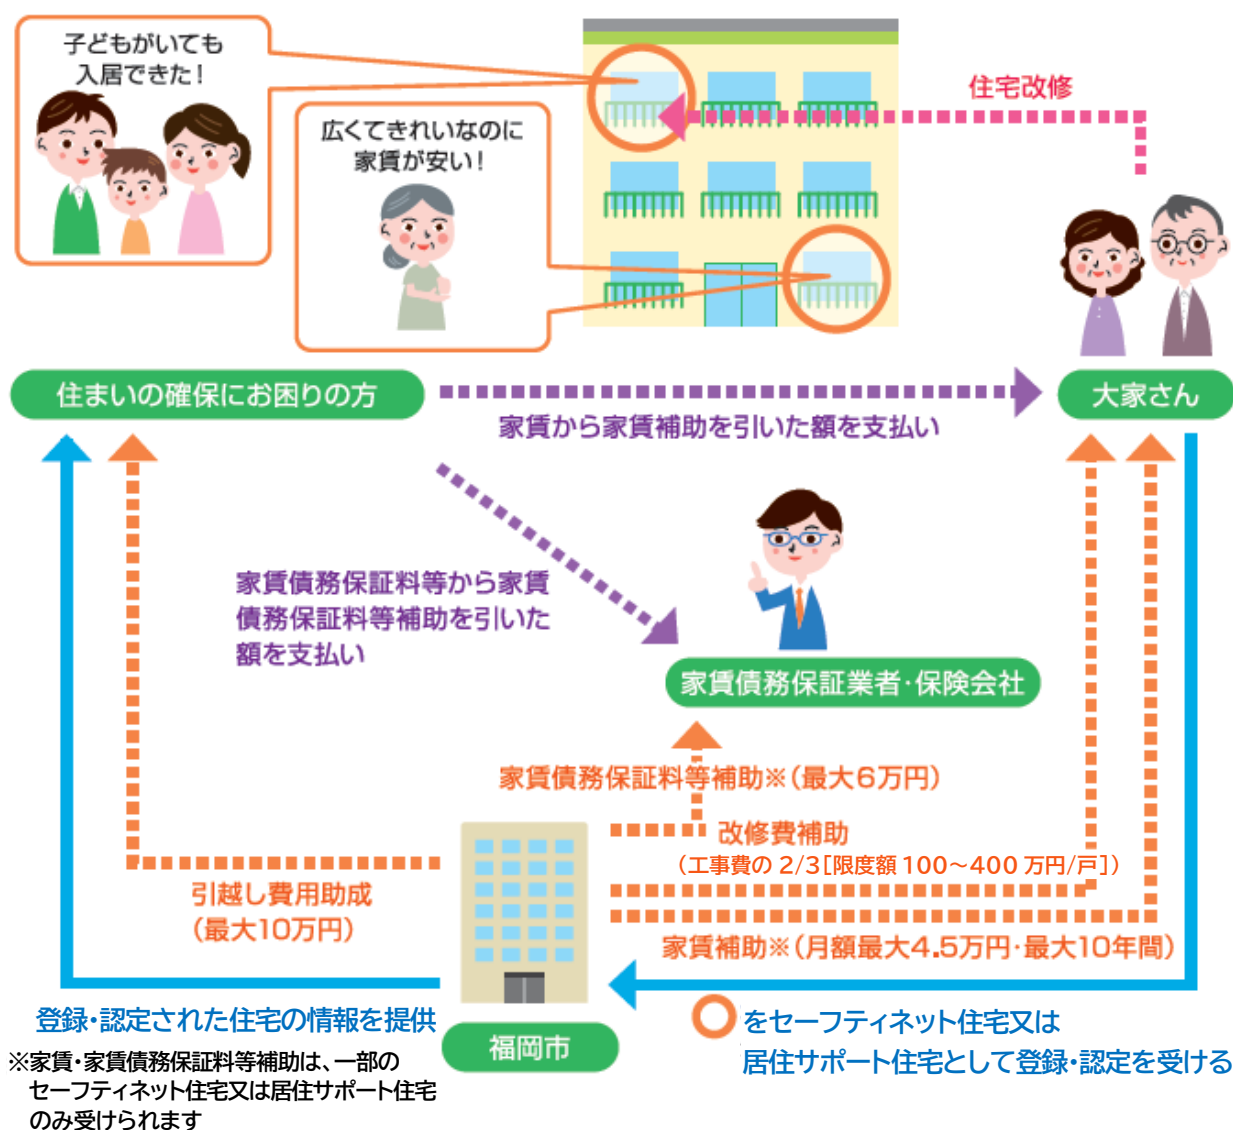 子どもがいても
入居できた！
広くてきれいなのに
家賃が安い！
住宅改修
住まいの確保にお困りの方
大家さん
家賃から家賃補助を引いた額を支払い
家賃債務保証料等から家賃
債務保証料等補助を引いた
額を支払い
家賃債務保証業者・保険会社
家賃債務保証料等補助※（最大6万円）
改修費補助
（工事費の 2/3［限度額 100～400 万円/戸］）
引越し費用助成
（最大10万円）
家賃補助※（月額最大4.5万円・最大10年間）
登録・認定された住宅の情報を提供
福岡市
をセーフティネット住宅又は
居住サポート住宅として登録・認定を受ける
※家賃・家賃債務保証料等補助は、一部の
セーフティネット住宅又は居住サポート住宅
のみ受けられます